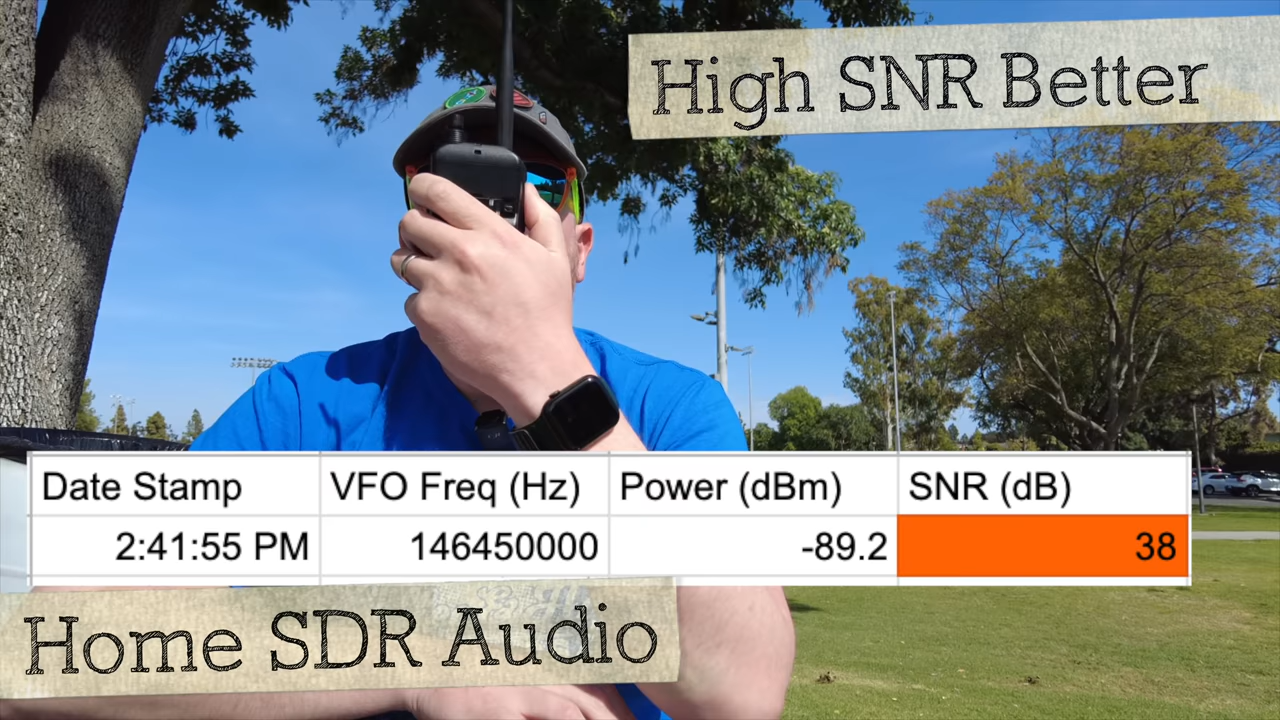 High SNR Better
Date Stamp VFO Freq (Hz) Power (dBm) SNR (dB)
2:41:55 PM 146450000 -89.2 38
Home SDR Audio